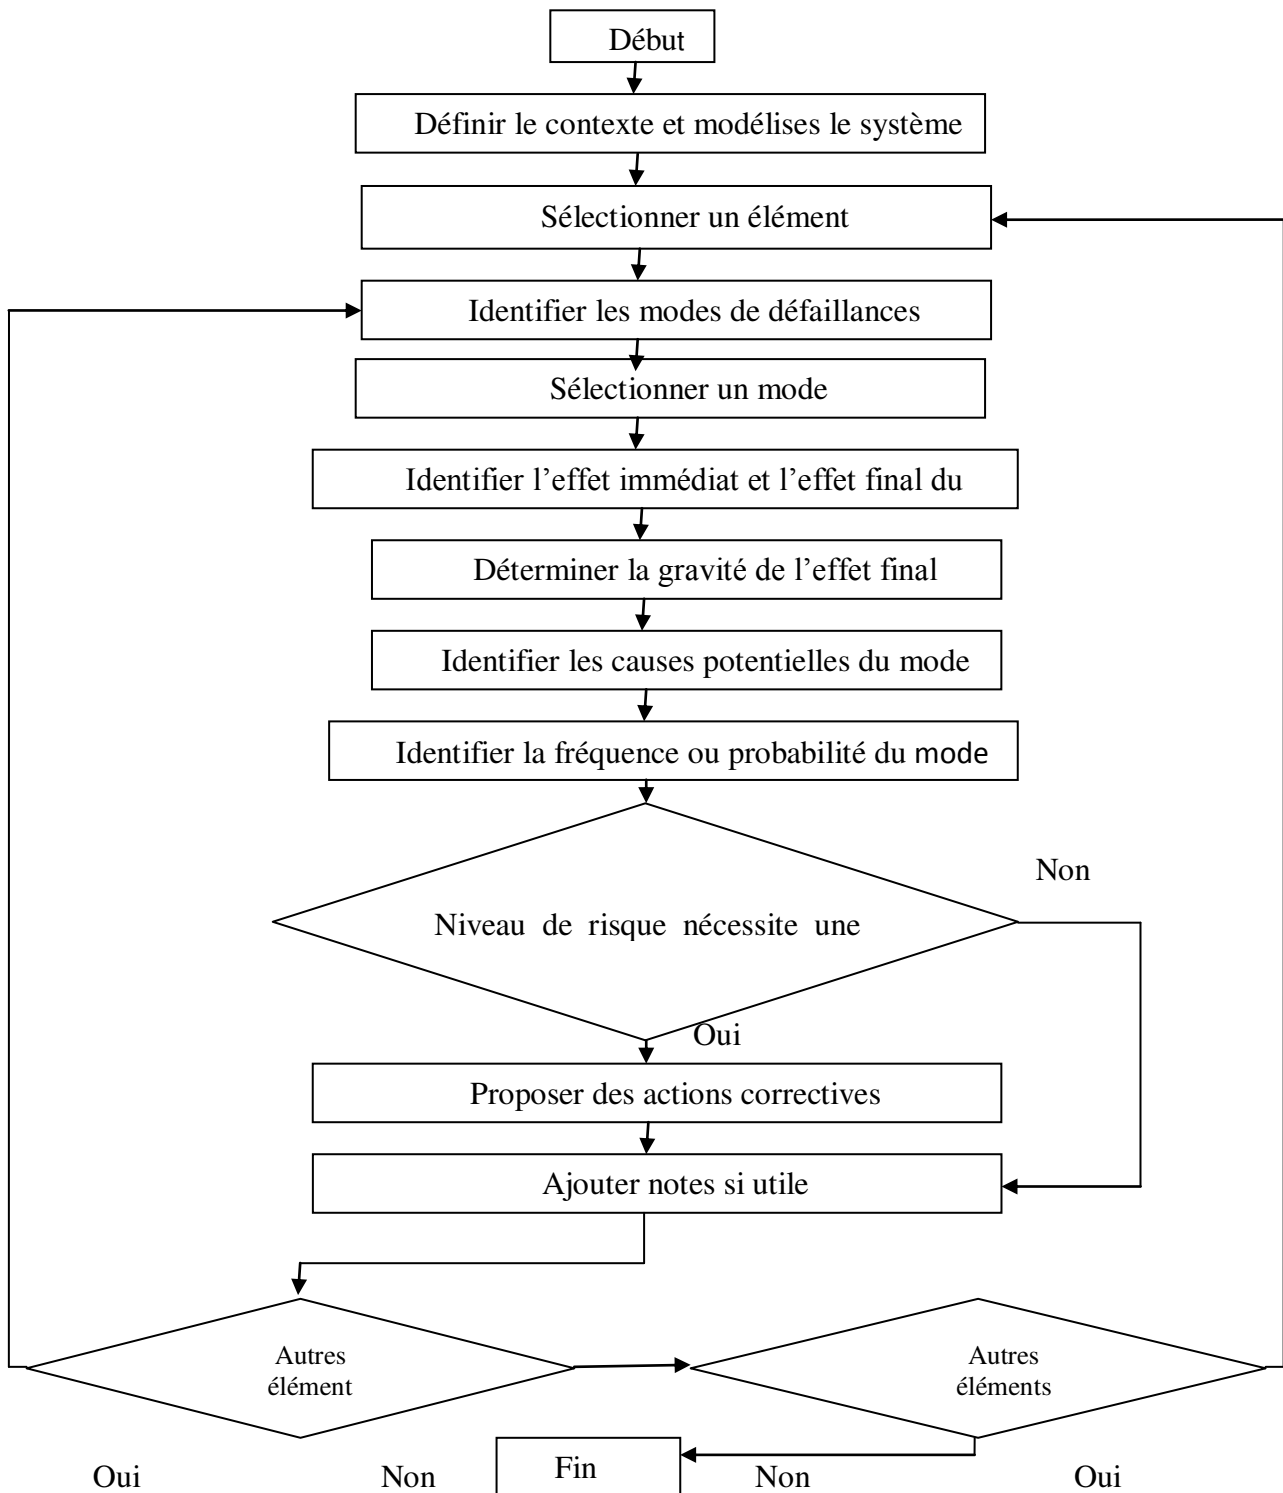 Début
Définir le contexte et modélises le système
Sélectionner un élément
Identifier les modes de défaillances
Sélectionner un mode
Identifier l’effet immédiat et l’effet final du
Déterminer la gravité de l’effet final
Identifier les causes potentielles du mode
Identifier la fréquence ou probabilité du mode
Non
Niveau de risque nécessite une
Oui
Proposer des actions correctives
Ajouter notes si utile
Autres
élément
Autres
éléments
Oui
Non
Fin
Non
Oui